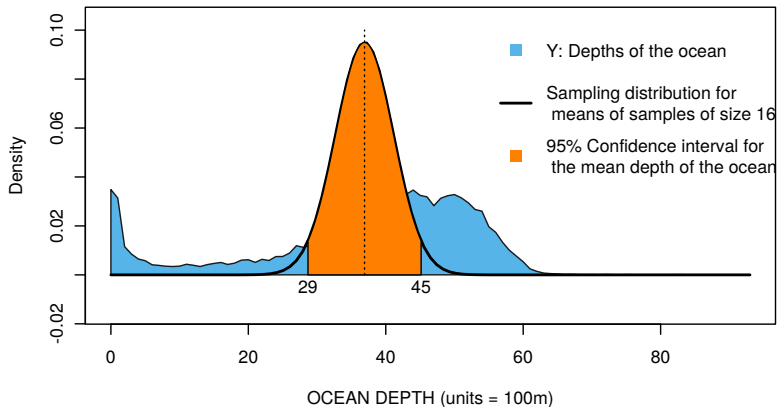 0.10
0.06
0.02
-0.02
Density
Y: Depths of the ocean
Sampling distribution for
means of samples of size 16
95% Confidence interval for
the mean depth of the ocean
29 45
0 20 40 60 80
OCEAN DEPTH (units = 100m)